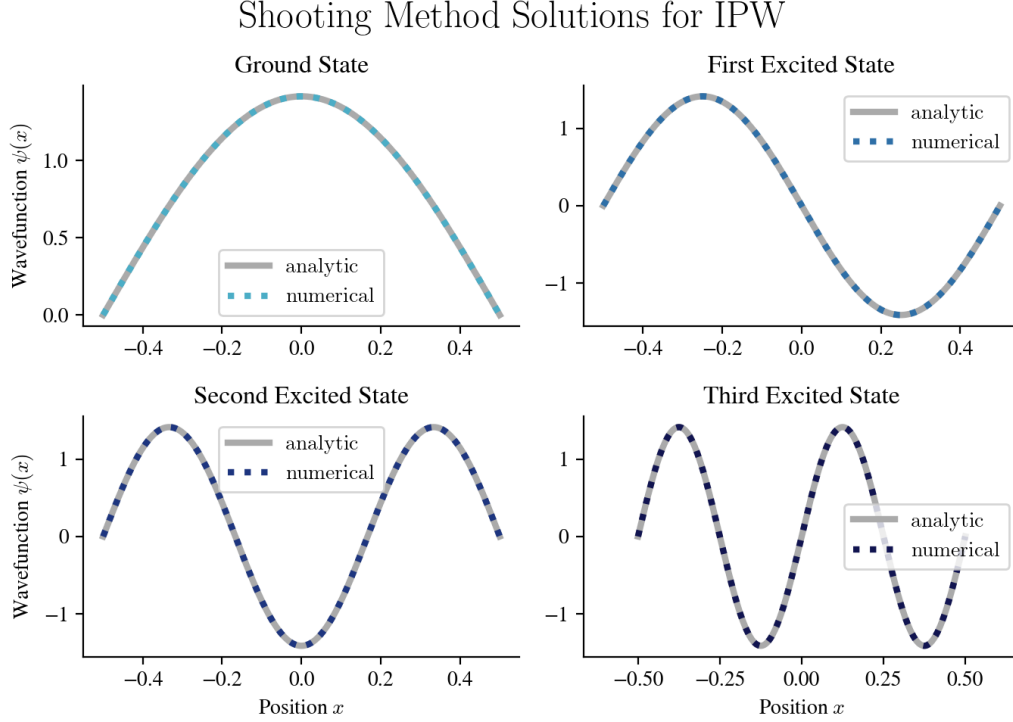 Shooting Method Solutions for IPW
Ground State
Wavefunction ψ(x)
1.0
0.5
0.0
analytic
numerical
−0.4 −0.2 0.0 0.2 0.4
First Excited State
1
0
−1
analytic
numerical
−0.4 −0.2 0.0 0.2 0.4
Second Excited State
Wavefunction ψ(x)
1
0
−1
analytic
numerical
−0.4 −0.2 0.0 0.2 0.4
Position x
Third Excited State
1
0
−1
analytic
numerical
−0.50 −0.25 0.00 0.25 0.50
Position x